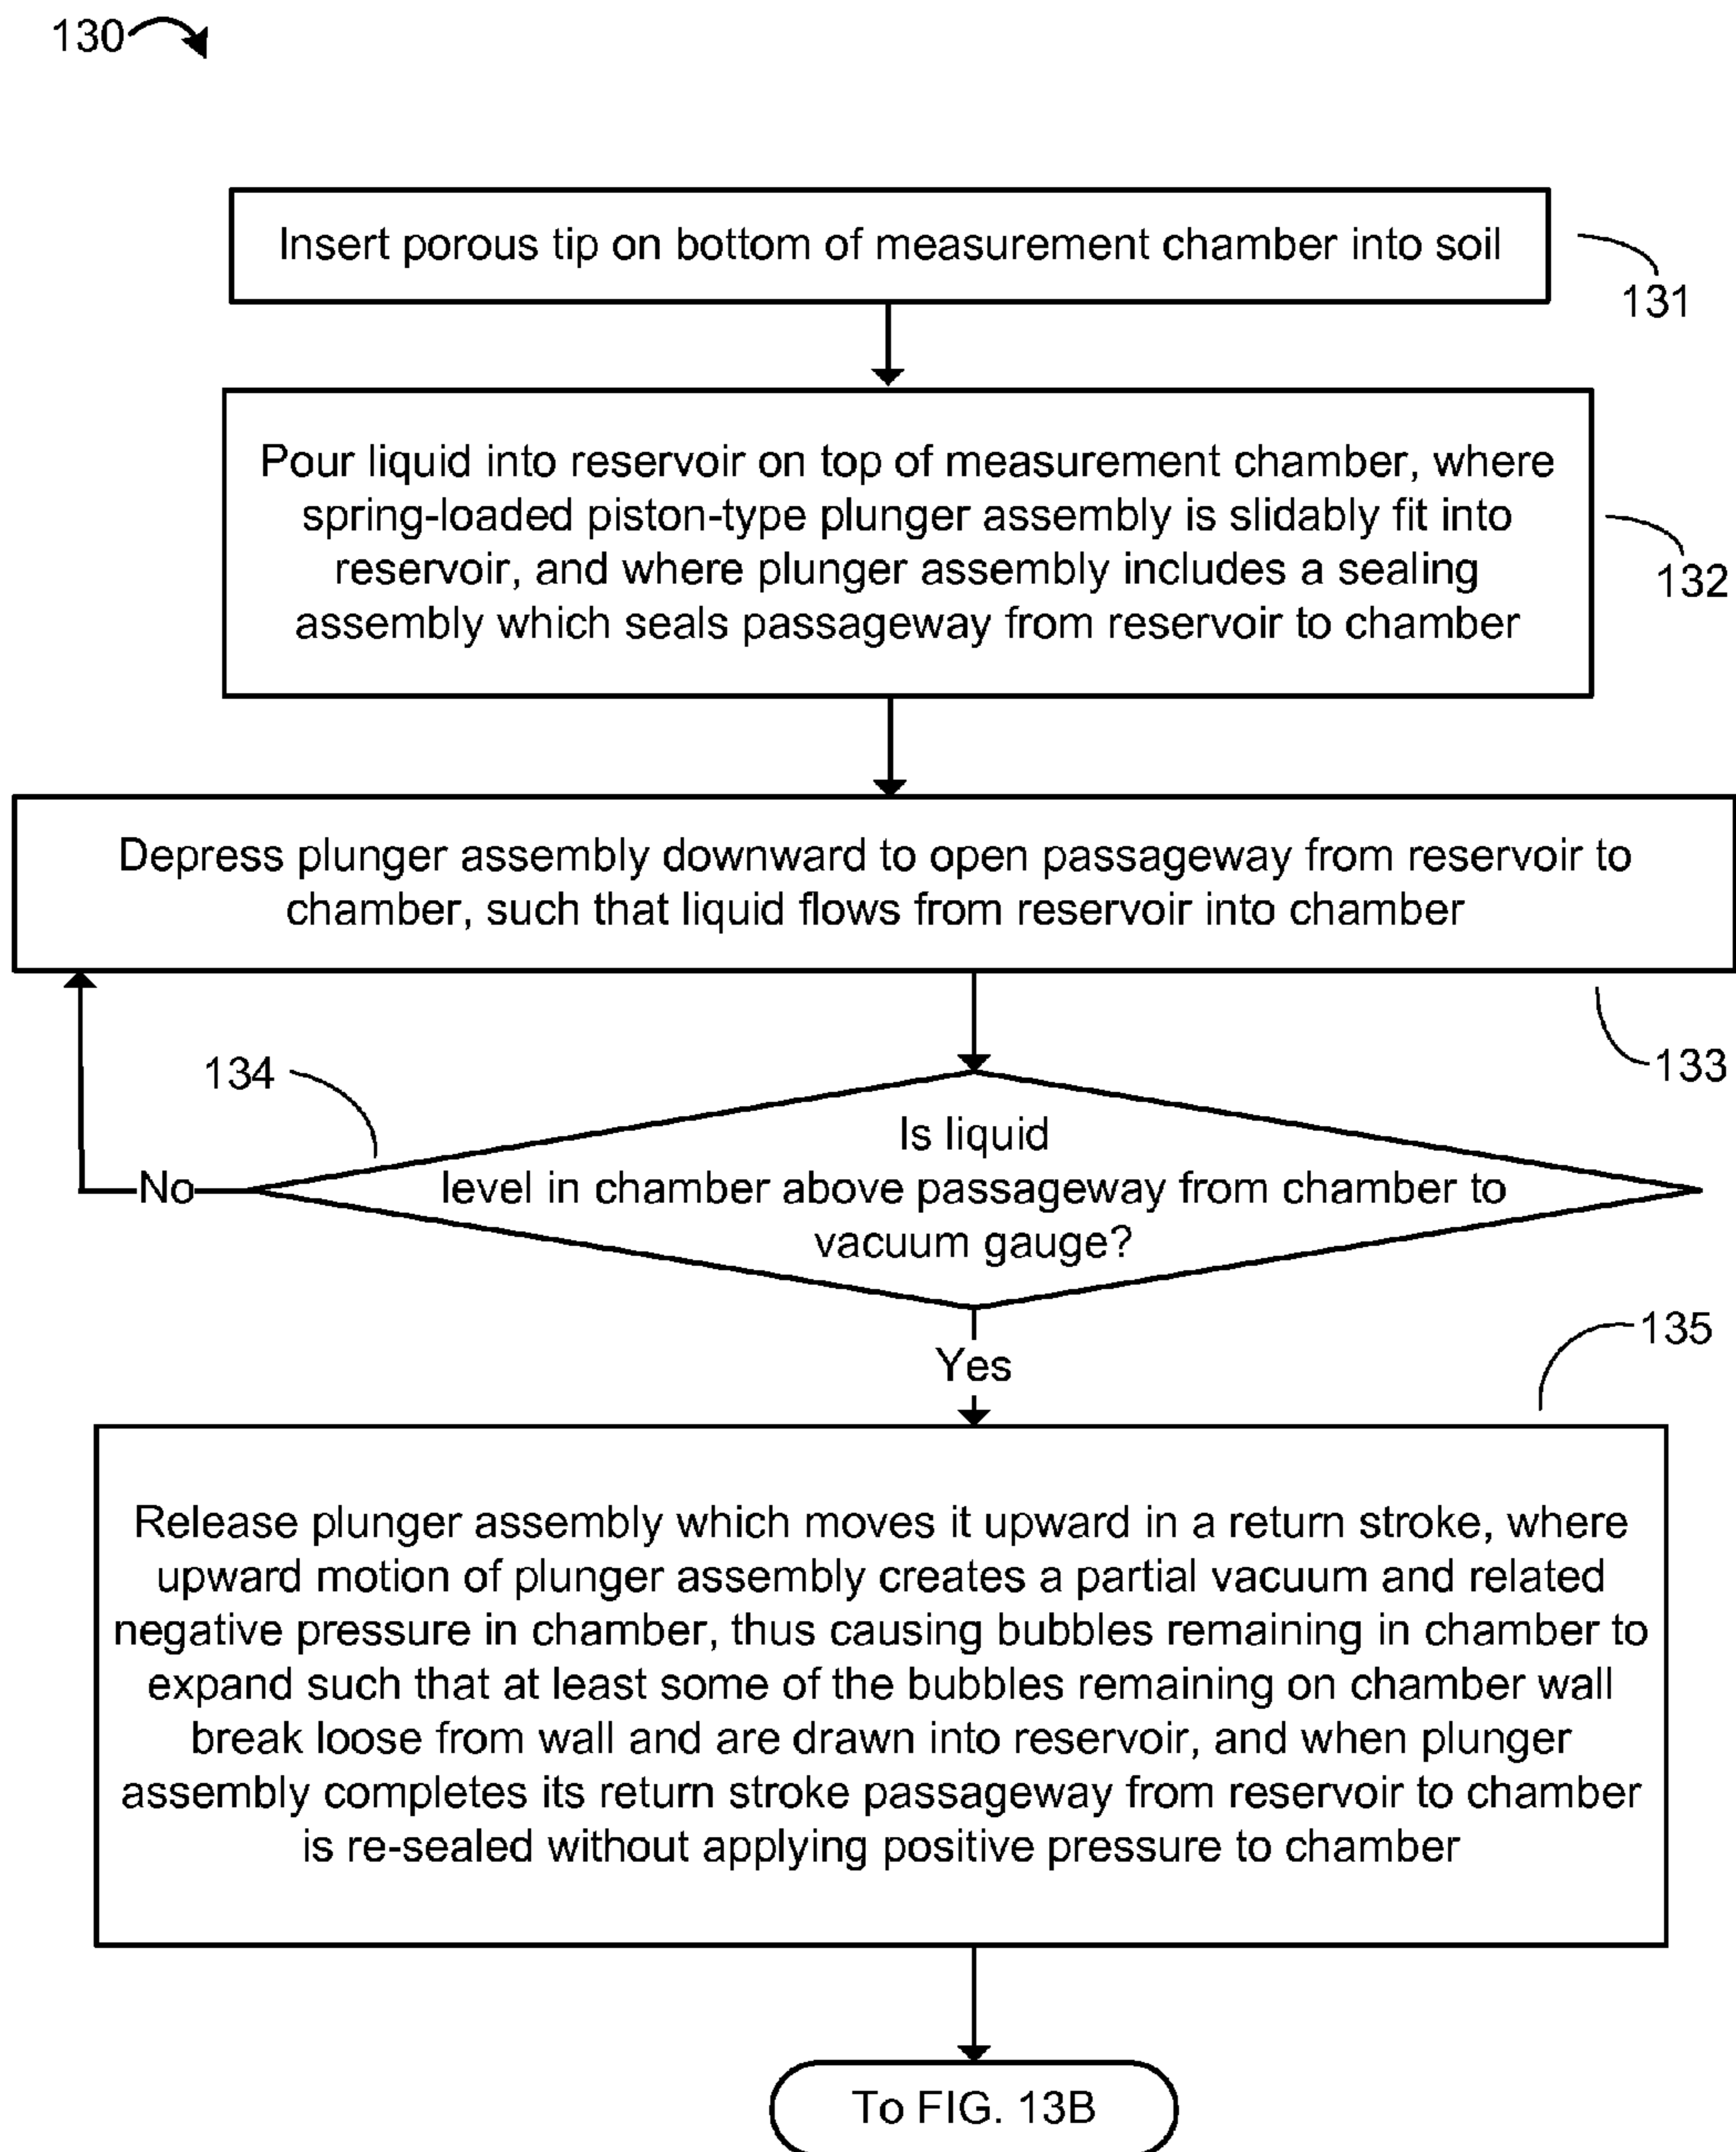 130
Insert porous tip on bottom of measurement chamber into soil
131
Pour liquid into reservoir on top of measurement chamber, where
spring-loaded piston-type plunger assembly is slidably fit into
reservoir, and where plunger assembly includes a sealing
assembly which seals passageway from reservoir to chamber
132
Depress plunger assembly downward to open passageway from reservoir to
chamber, such that liquid flows from reservoir into chamber
133
134
Is liquid
level in chamber above passageway from chamber to
vacuum gauge?
No
Yes
135
Release plunger assembly which moves it upward in a return stroke, where
upward motion of plunger assembly creates a partial vacuum and related
negative pressure in chamber, thus causing bubbles remaining in chamber to
expand such that at least some of the bubbles remaining on chamber wall
break loose from wall and are drawn into reservoir, and when plunger
assembly completes its return stroke passageway from reservoir to chamber
is re-sealed without applying positive pressure to chamber
To FIG. 13B